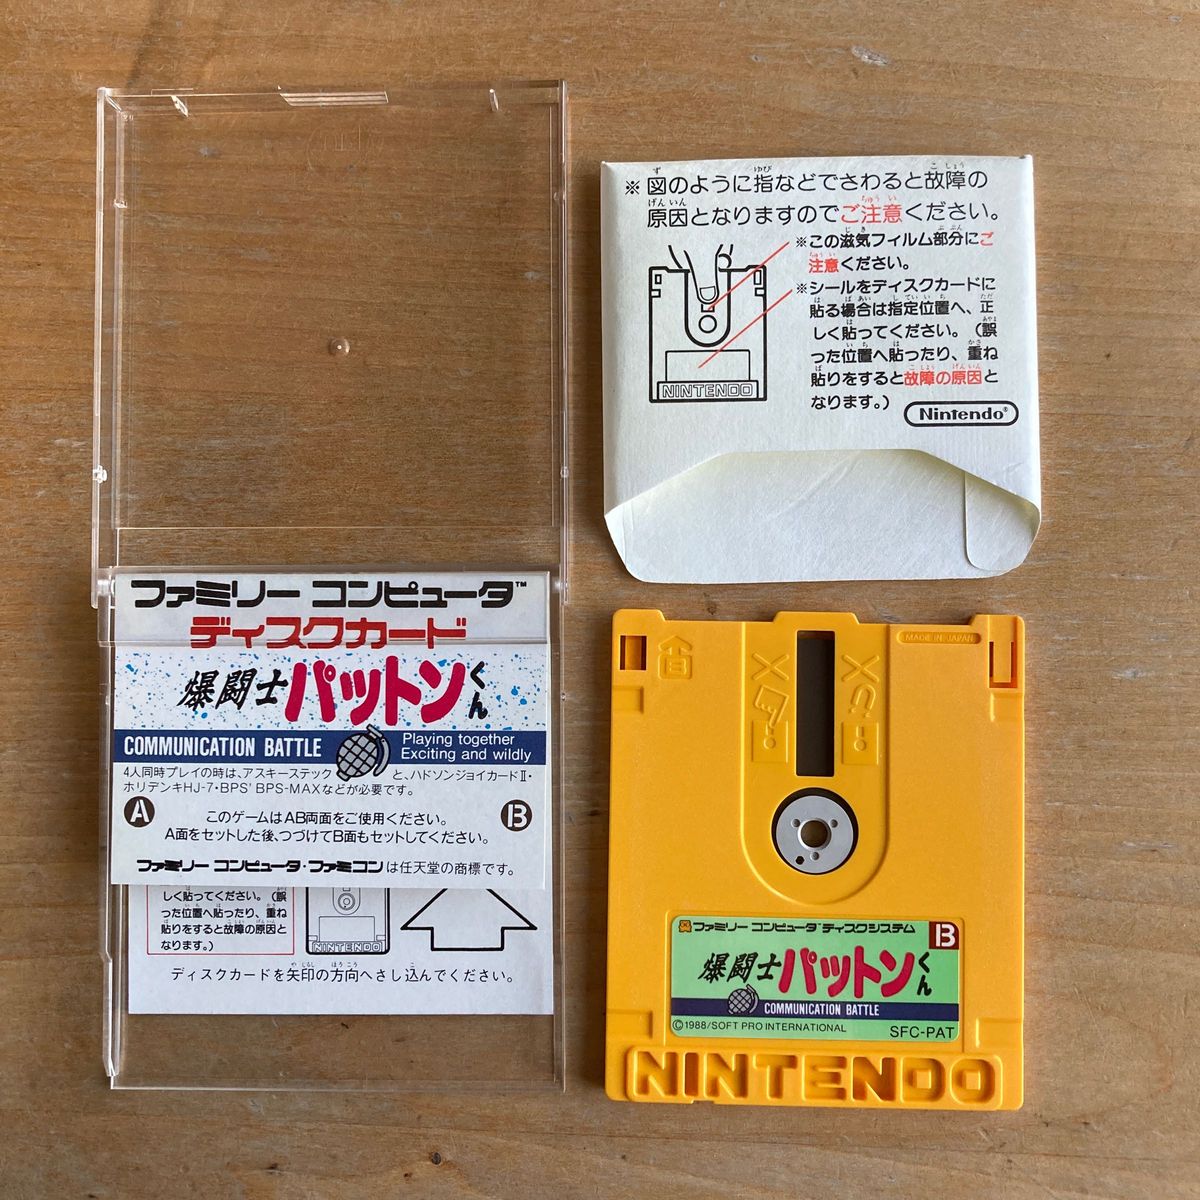 ※ 図のように指などでさわると故障の
原因となりますのでご注意ください。
※この滋気フィルム部分にご
注意ください。
※シールをディスクカードに
貼る場合は指定位置へ、正
しく貼ってください。(誤
った位置へ貼ったり、重ね
貼りをすると故障の原因と
なります。)
NINTENDO
Nintendo®
ファミリー コンピュータ™
ディスクカード
爆闘士 パットンくん
COMMUNICATION BATTLE
Playing together
Exciting and wildly
4人同時プレイの時は、アスキーステック と、ハドソンジョイカードⅡ・
ホリデンキHJ-7・BPS' BPS-MAXなどが必要です。
A
このゲームはAB両面をご使用ください。
A面をセットした後、つづけてB面もセットしてください。
B
ファミリー コンピュータ・ファミコンは任天堂の商標です。
しく貼ってください。(誤
った位置へ貼ったり、重ね
貼りをすると故障の原因と
なります。)
NINTENDO
ディスクカードを矢印の方向へさし込んでください。
MADE IN JAPAN
ファミリー コンピュータ ディスクシステム
B
爆闘士 パットンくん
COMMUNICATION BATTLE
©1988/SOFT PRO INTERNATIONAL
SFC-PAT
NINTENDO